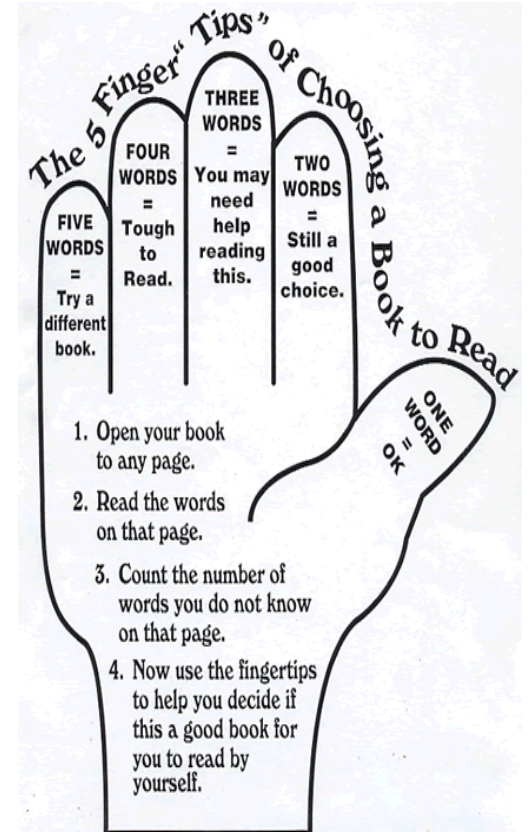 The 5 Finger “Tips” of Choosing a Book to Read
FIVE
WORDS
=
Try a
different
book.
FOUR
WORDS
=
Tough
to
Read.
THREE
WORDS
=
You may
need
help
reading
this.
TWO
WORDS
=
Still a
good
choice.
ONE
WORD
=
OK
1. Open your book
to any page.
2. Read the words
on that page.
3. Count the number of
words you do not know
on that page.
4. Now use the fingertips
to help you decide if
this a good book for
you to read by
yourself.